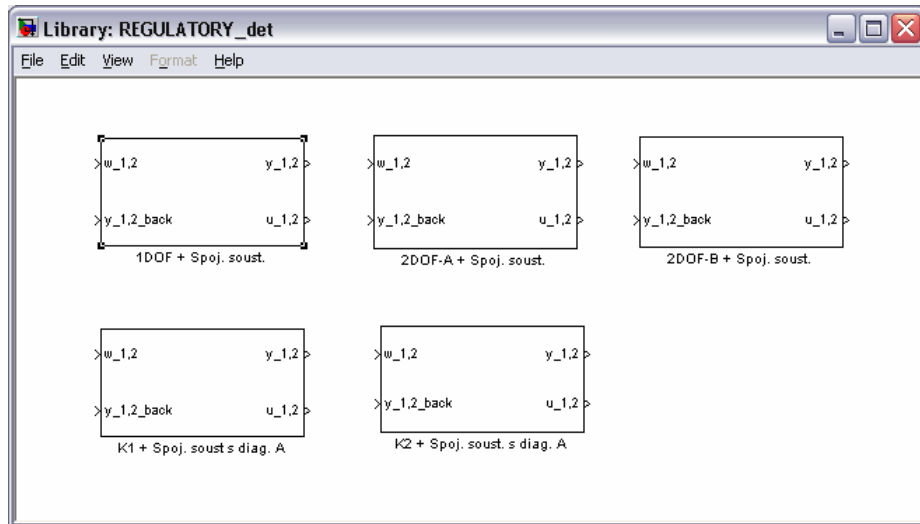 Library: REGULATORY_det
File Edit View Format Help
w_1,2 y_1,2
y_1,2_back u_1,2
1DOF + Spoj. soust.
w_1,2 y_1,2
y_1,2_back u_1,2
2DOF-A + Spoj. soust.
w_1,2 y_1,2
y_1,2_back u_1,2
2DOF-B + Spoj. soust.
w_1,2 y_1,2
y_1,2_back u_1,2
K1 + Spoj. soust s diag. A
w_1,2 y_1,2
y_1,2_back u_1,2
K2 + Spoj. soust. s diag. A